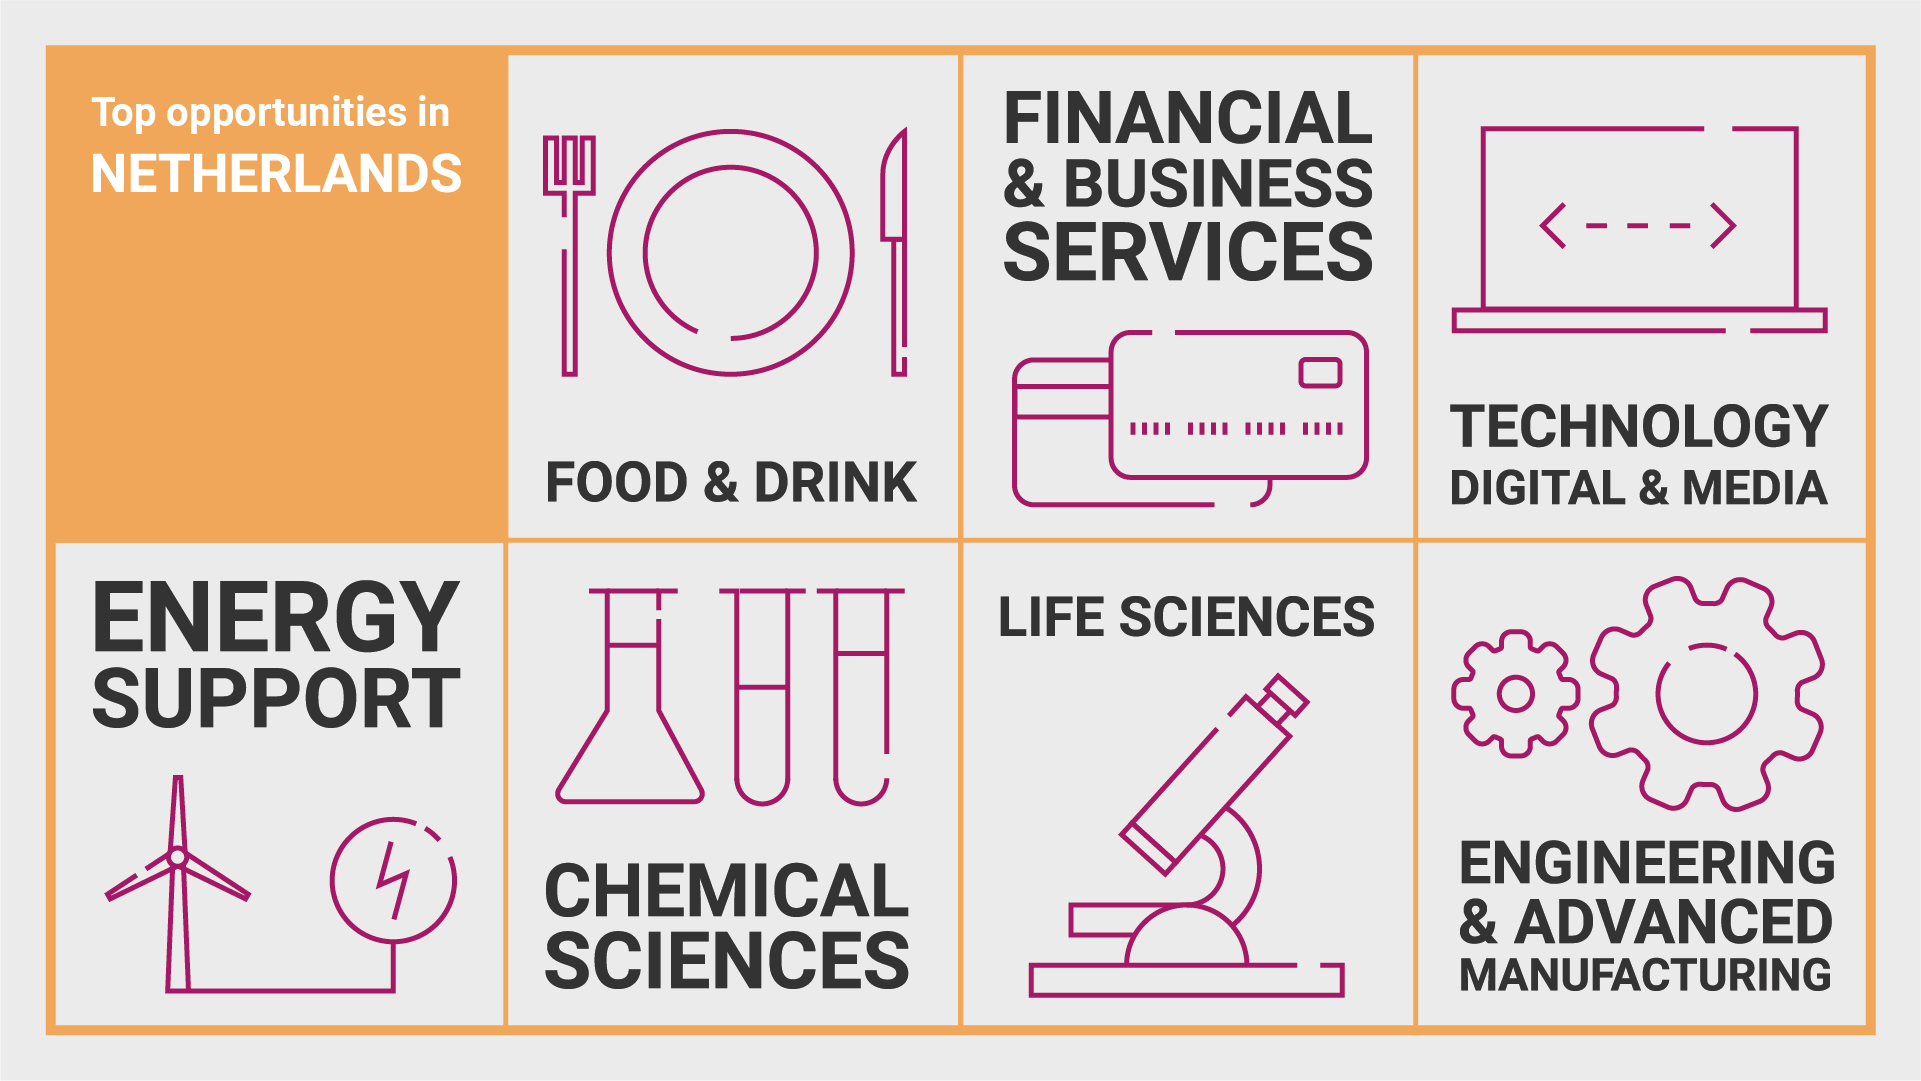 Top opportunities in
NETHERLANDS
FOOD & DRINK
FINANCIAL
& BUSINESS
SERVICES
TECHNOLOGY
DIGITAL & MEDIA
ENERGY
SUPPORT
CHEMICAL
SCIENCES
LIFE SCIENCES
ENGINEERING
& ADVANCED
MANUFACTURING